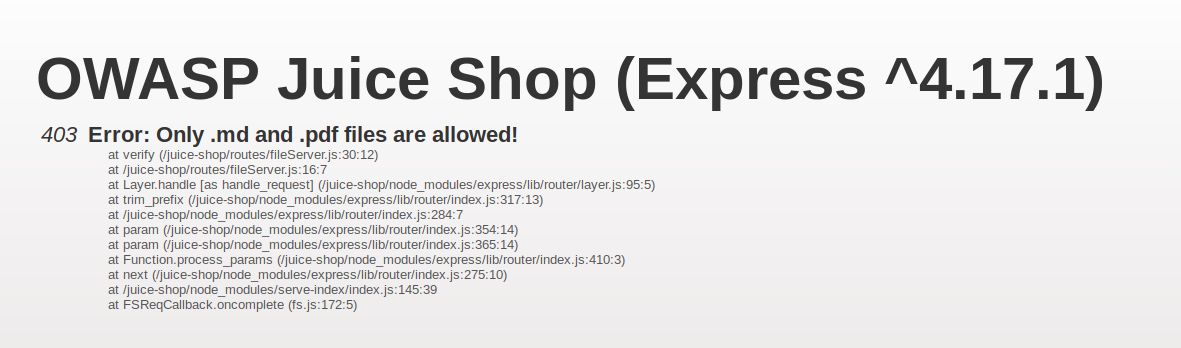 OWASP Juice Shop (Express ^4.17.1)
403 Error: Only .md and .pdf files are allowed!
at verify (/juice-shop/routes/fileServer.js:30:12)
at /juice-shop/routes/fileServer.js:16:7
at Layer.handle [as handle_request] (/juice-shop/node_modules/express/lib/router/layer.js:95:5)
at trim_prefix (/juice-shop/node_modules/express/lib/router/index.js:317:13)
at /juice-shop/node_modules/express/lib/router/index.js:284:7
at param (/juice-shop/node_modules/express/lib/router/index.js:354:14)
at param (/juice-shop/node_modules/express/lib/router/index.js:365:14)
at Function.process_params (/juice-shop/node_modules/express/lib/router/index.js:410:3)
at next (/juice-shop/node_modules/express/lib/router/index.js:275:10)
at /juice-shop/node_modules/serve-index/index.js:145:39
at FSReqCallback.oncomplete (fs.js:172:5)